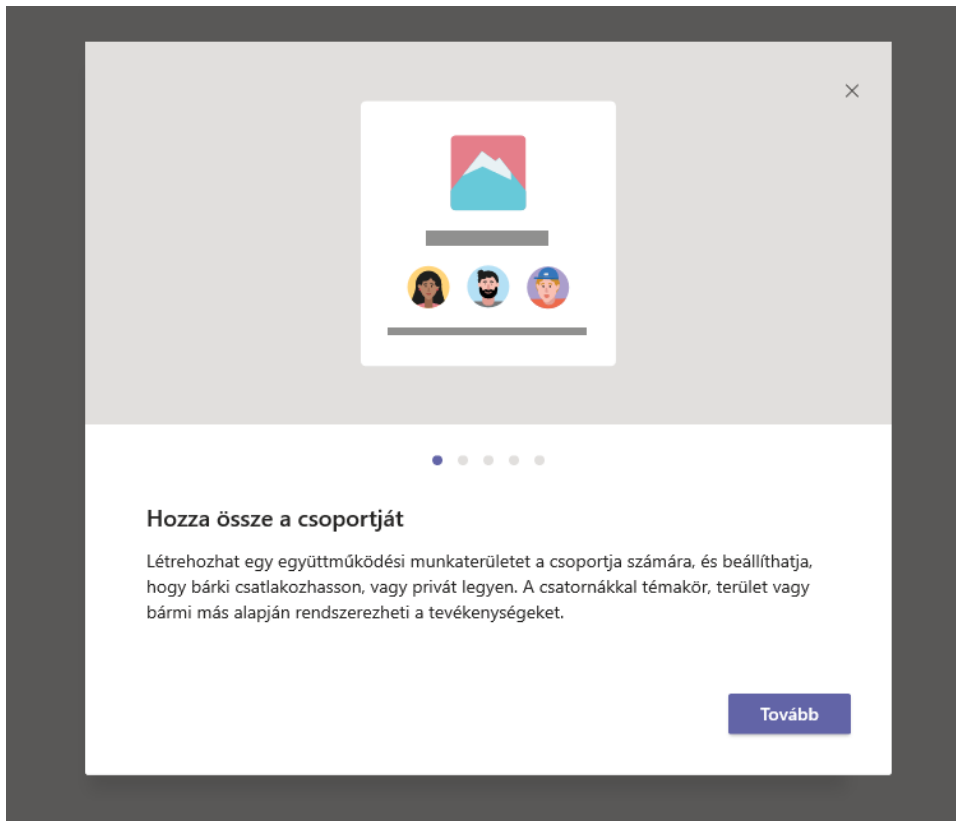 Hozza össze a csoportját
Létrehozhat egy együttműködési munkaterületet a csoportja számára, és beállíthatja,
hogy bárki csatlakozhasson, vagy privát legyen. A csatornákkal témakör, terület vagy
bármi más alapján rendszerezheti a tevékenységeket.
Tovább